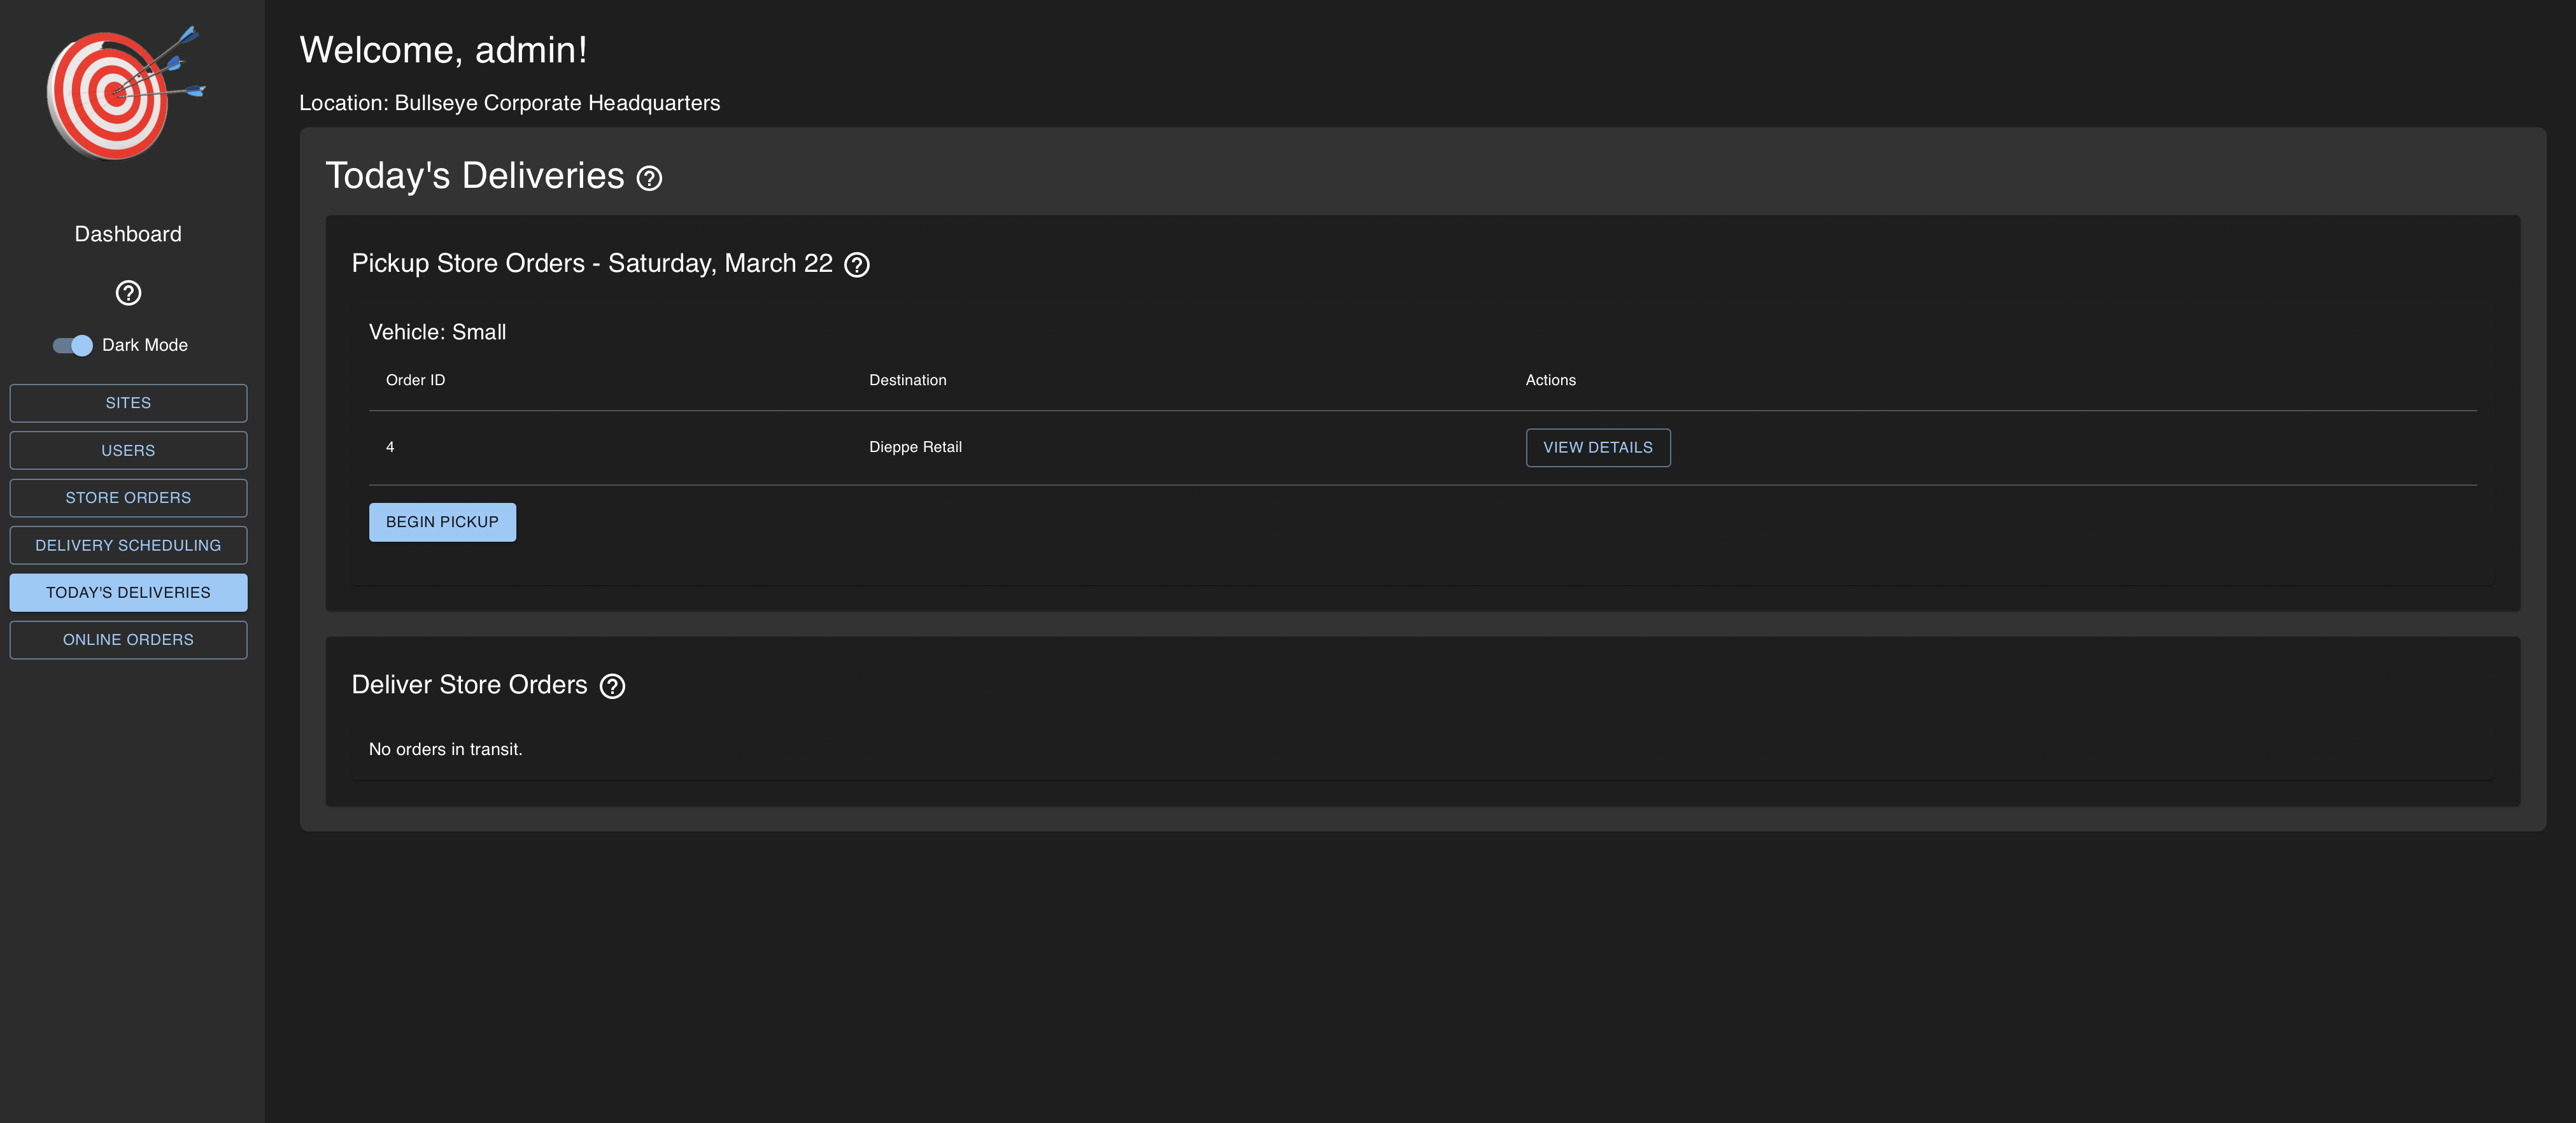 Dashboard
Dark Mode
SITES
USERS
STORE ORDERS
DELIVERY SCHEDULING
TODAY'S DELIVERIES
ONLINE ORDERS
Welcome, admin!
Location: Bullseye Corporate Headquarters
Today's Deliveries
Pickup Store Orders - Saturday, March 22
Vehicle: Small
Order ID Destination Actions
4 Dieppe Retail VIEW DETAILS
BEGIN PICKUP
Deliver Store Orders
No orders in transit.